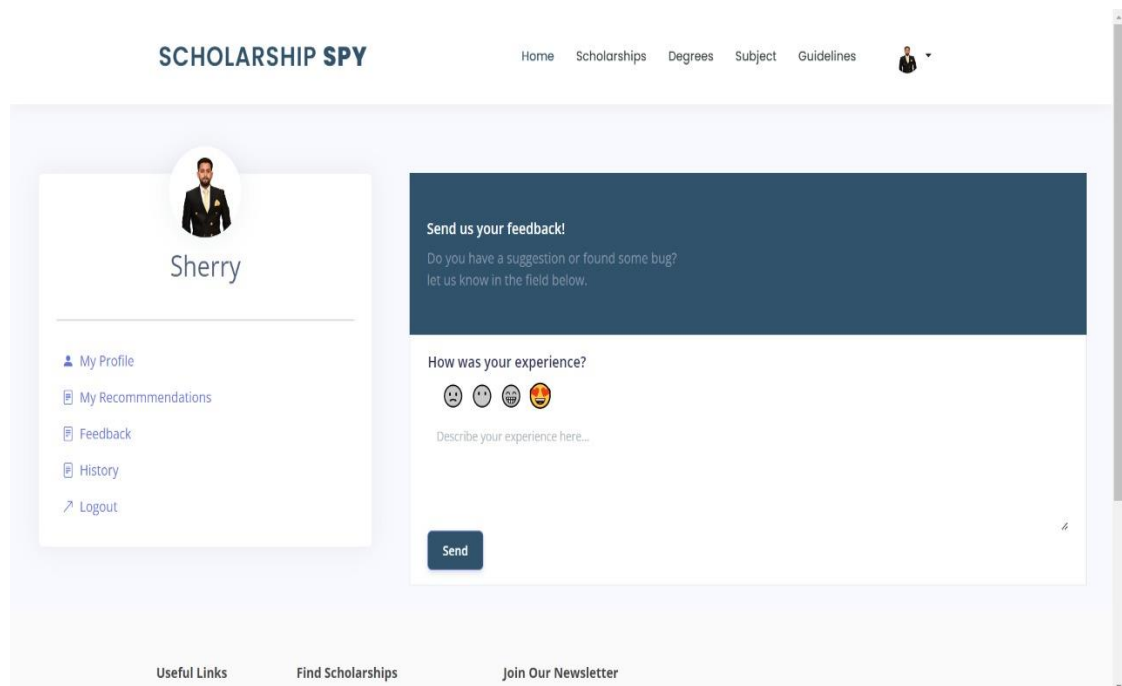 SCHOLARSHIP SPY
Home Scholarships Degrees Subject Guidelines
Sherry
My Profile
My Recommmendations
Feedback
History
Logout
Send us your feedback!
Do you have a suggestion or found some bug?
let us know in the field below.
How was your experience?
Describe your experience here...
Send
Useful Links Find Scholarships Join Our Newsletter